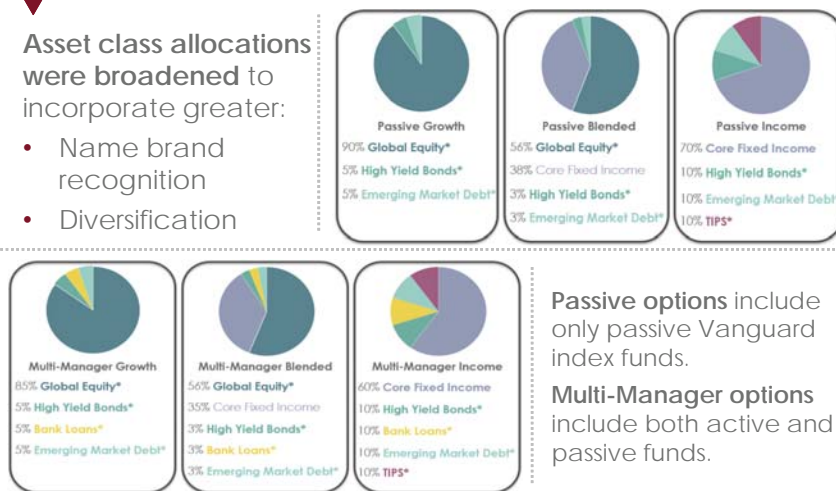 Asset class allocations
were broadened to
incorporate greater:
• Name brand
recognition
• Diversification
Passive Growth
90% Global Equity*
5% High Yield Bonds*
5% Emerging Market Debt*
Passive Blended
56% Global Equity*
38% Core Fixed Income
3% High Yield Bonds*
3% Emerging Market Debt*
Passive Income
70% Core Fixed Income
10% High Yield Bonds*
10% Emerging Market Debt*
10% TIPS*
Multi-Manager Growth
85% Global Equity*
5% High Yield Bonds*
5% Bank Loans*
5% Emerging Market Debt*
Multi-Manager Blended
56% Global Equity*
35% Core Fixed Income
3% High Yield Bonds*
3% Bank Loans*
3% Emerging Market Debt*
Multi-Manager Income
60% Core Fixed Income
10% High Yield Bonds*
10% Bank Loans*
10% Emerging Market Debt*
10% TIPS*
Passive options include
only passive Vanguard
index funds.
Multi-Manager options
include both active and
passive funds.